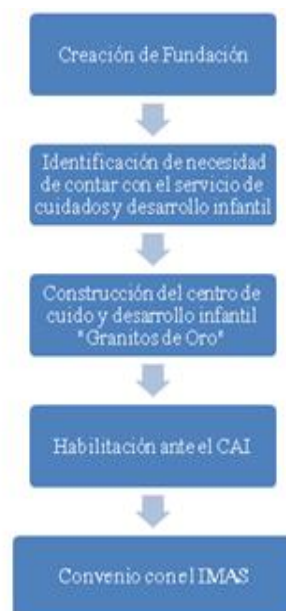 Creación de Fundación
Identificación de necesidad
de contar con el servicio de
cuidados y desarrollo infantil
Construcción del centro de
cuido y desarrollo infantil
"Granitos de Oro"
Habilitación ante el CAI
Convenio con el IMAS